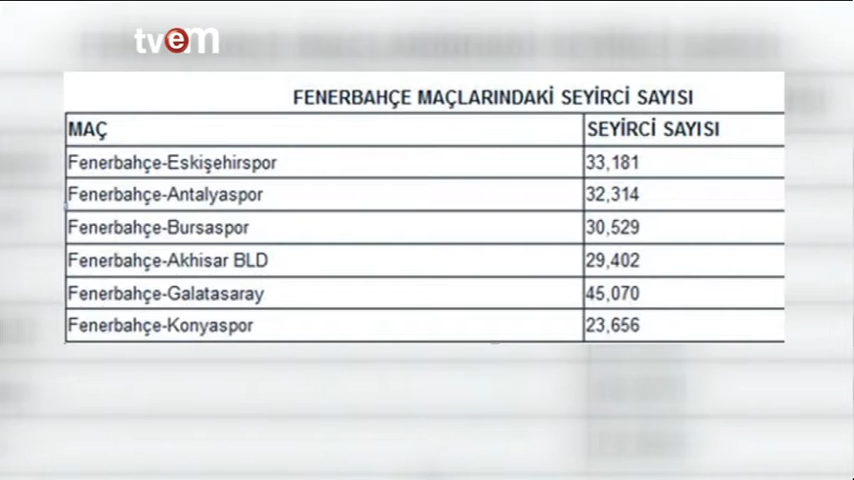 tvem
FENERBAHÇE MAÇLARINDAKİ SEYİRCİ SAYISI
MAÇ SEYİRCİ SAYISI
Fenerbahçe-Eskişehirspor 33,181
Fenerbahçe-Antalyaspor 32,314
Fenerbahçe-Bursaspor 30,529
Fenerbahçe-Akhisar BLD 29,402
Fenerbahçe-Galatasaray 45,070
Fenerbahçe-Konyaspor 23,656